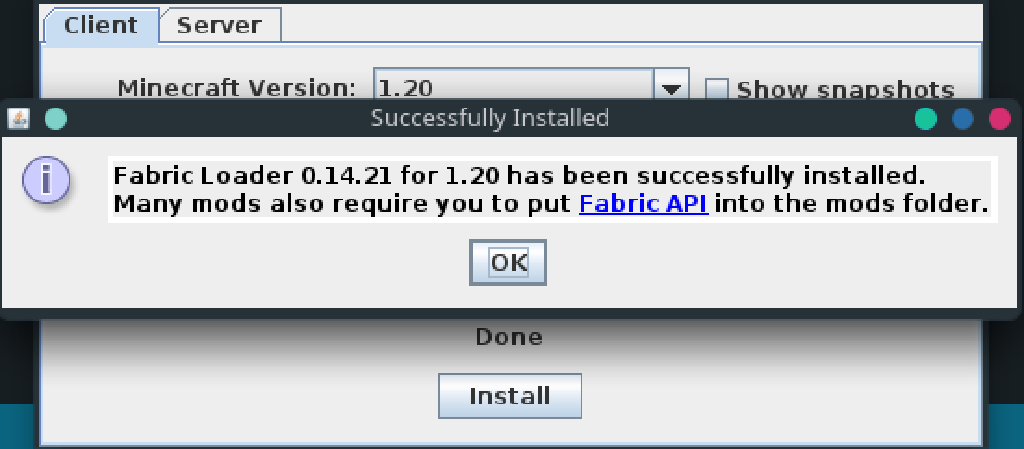 Client Server
Minecraft Version: 1.20 Show snapshots
Successfully Installed
i
Fabric Loader 0.14.21 for 1.20 has been successfully installed.
Many mods also require you to put Fabric API into the mods folder.
OK
Done
Install